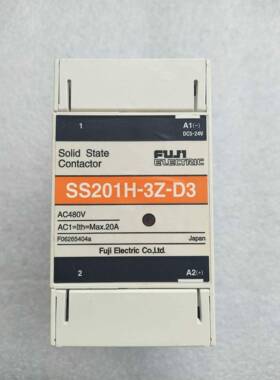 1
A1(-)
DC5-24V
Solid State
Contactor
FUJI
ELECTRIC
SS201H-3Z-D3
AC480V
AC1=Ith=Max.20A
F06265404a
Japan
Fuji Electric Co.,Ltd.
2
A2(+)